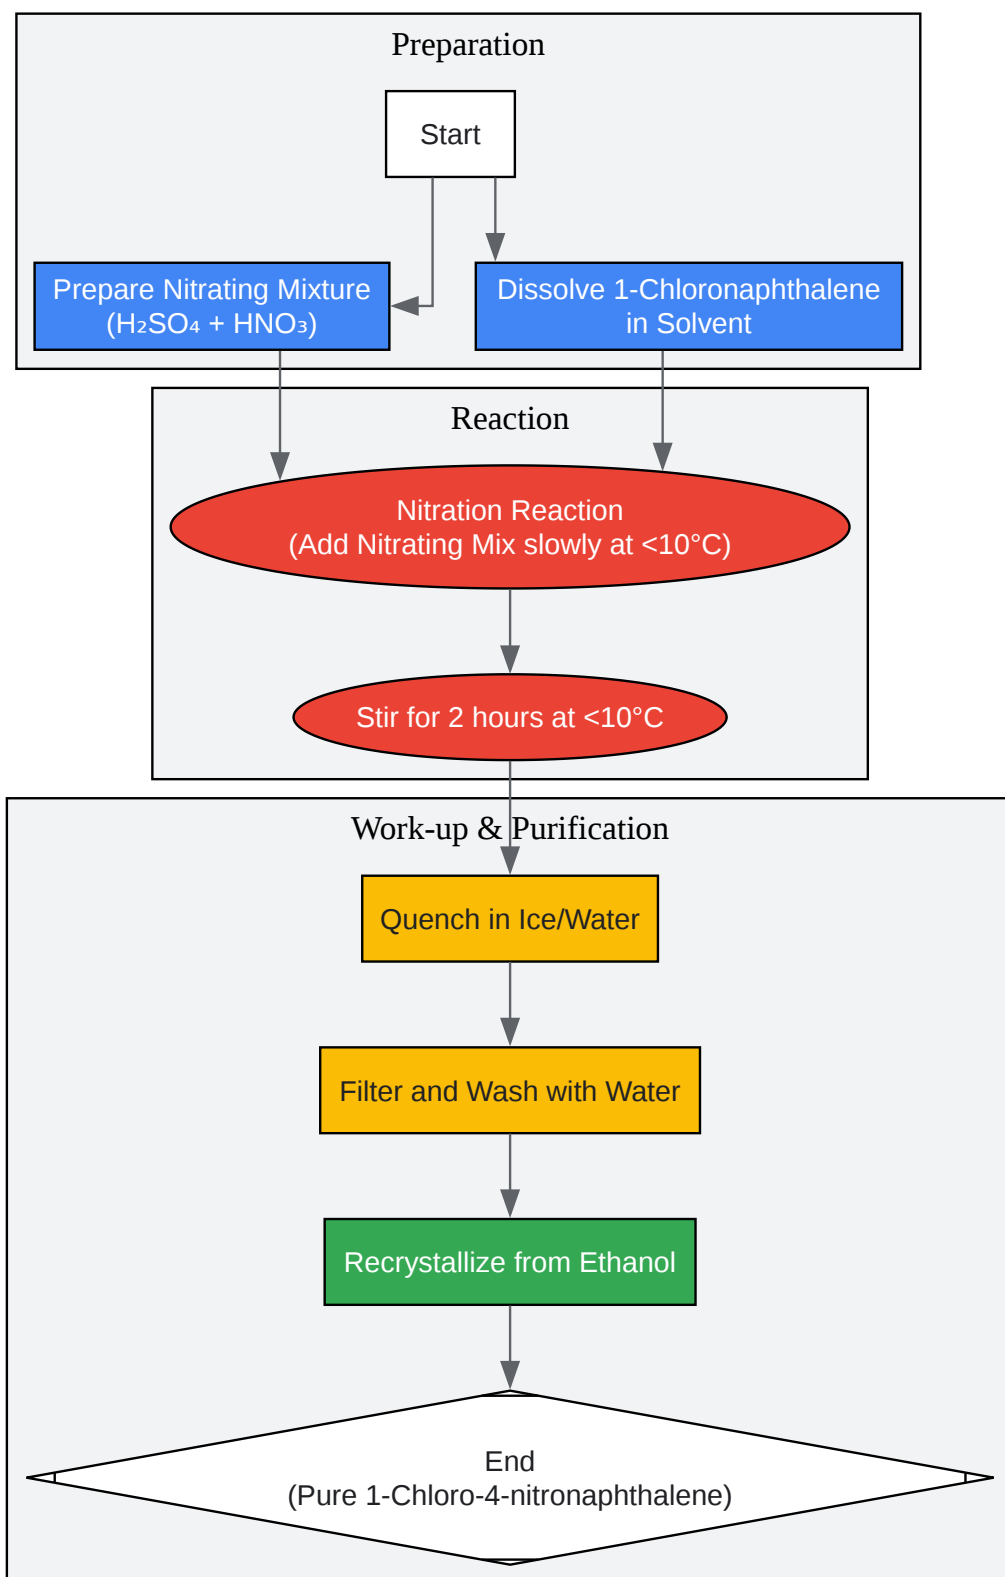 Preparation
Start
Prepare Nitrating Mixture
(H₂SO₄ + HNO₃)
Dissolve 1-Chloronaphthalene
in Solvent
Reaction
Nitration Reaction
(Add Nitrating Mix slowly at <10°C)
Stir for 2 hours at <10°C
Work-up & Purification
Quench in Ice/Water
Filter and Wash with Water
Recrystallize from Ethanol
End
(Pure 1-Chloro-4-nitronaphthalene)